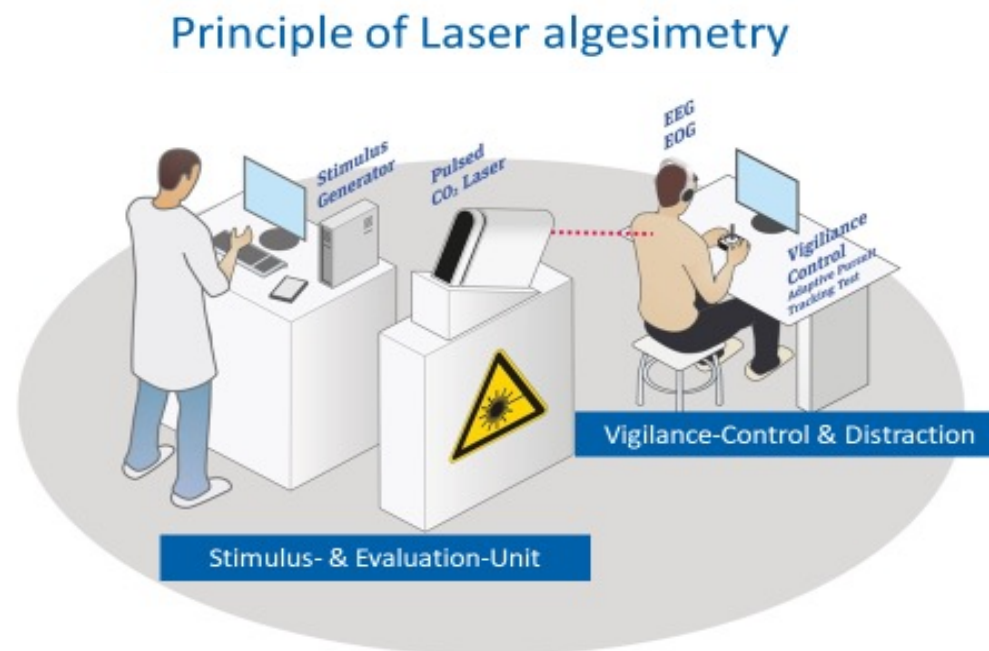 Principle of Laser algesimetry
Stimulus
Generator
Pulsed
CO₂ Laser
EEG
EOG
Vigiliance
Control
Adaptive Pursuit
Tracking Test
Vigilance-Control & Distraction
Stimulus- & Evaluation-Unit